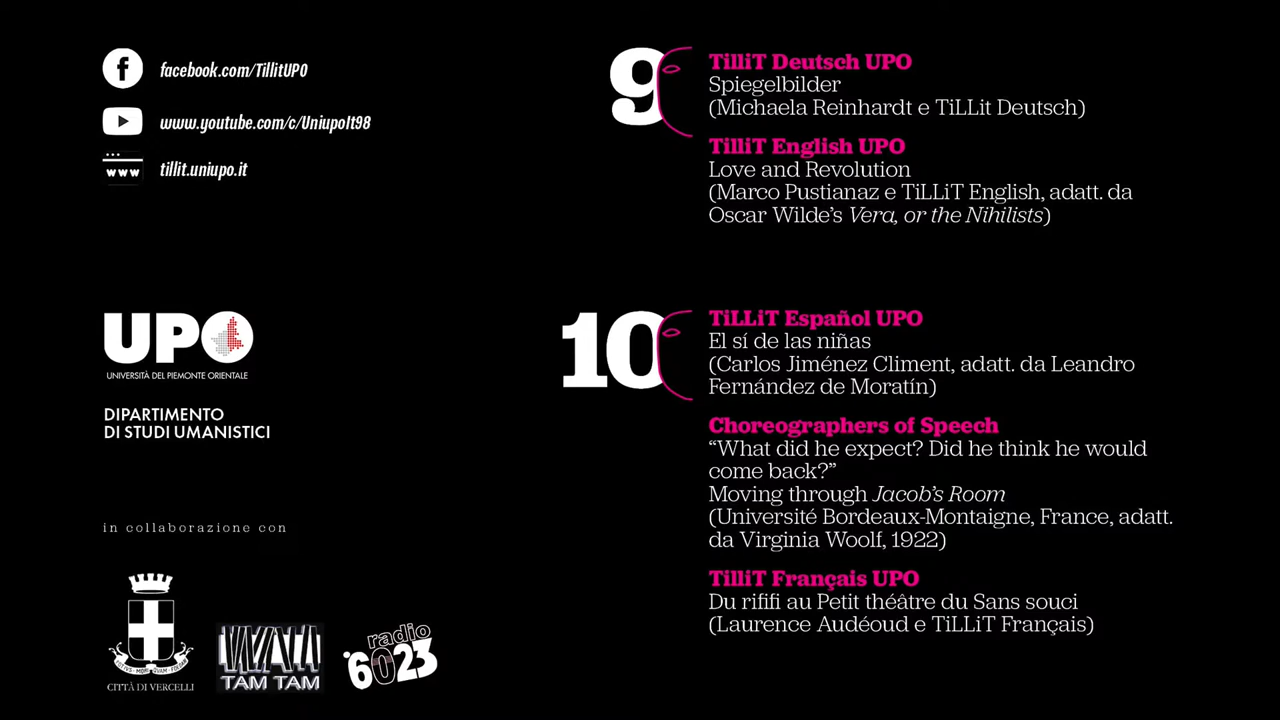 facebook.com/TillitUPO
www.youtube.com/c/UniupoIt98
www
tillit.uniupo.it
UPO
UNIVERSITÀ DEL PIEMONTE ORIENTALE
DIPARTIMENTO
DI STUDI UMANISTICI
in collaborazione con
CITTÀ DI VERCELLI
TAM TAM
radio
6023
9
TilliT Deutsch UPO
Spiegelbilder
(Michaela Reinhardt e TiLLit Deutsch)
TilliT English UPO
Love and Revolution
(Marco Pustianaz e TiLLiT English, adatt. da
Oscar Wilde’s Vera, or the Nihilists)
10
TiLLiT Español UPO
El sí de las niñas
(Carlos Jiménez Climent, adatt. da Leandro
Fernández de Moratín)
Choreographers of Speech
“What did he expect? Did he think he would
come back?”
Moving through Jacob’s Room
(Université Bordeaux-Montaigne, France, adatt.
da Virginia Woolf, 1922)
TilliT Français UPO
Du rififi au Petit théâtre du Sans souci
(Laurence Audéoud e TiLLiT Français)